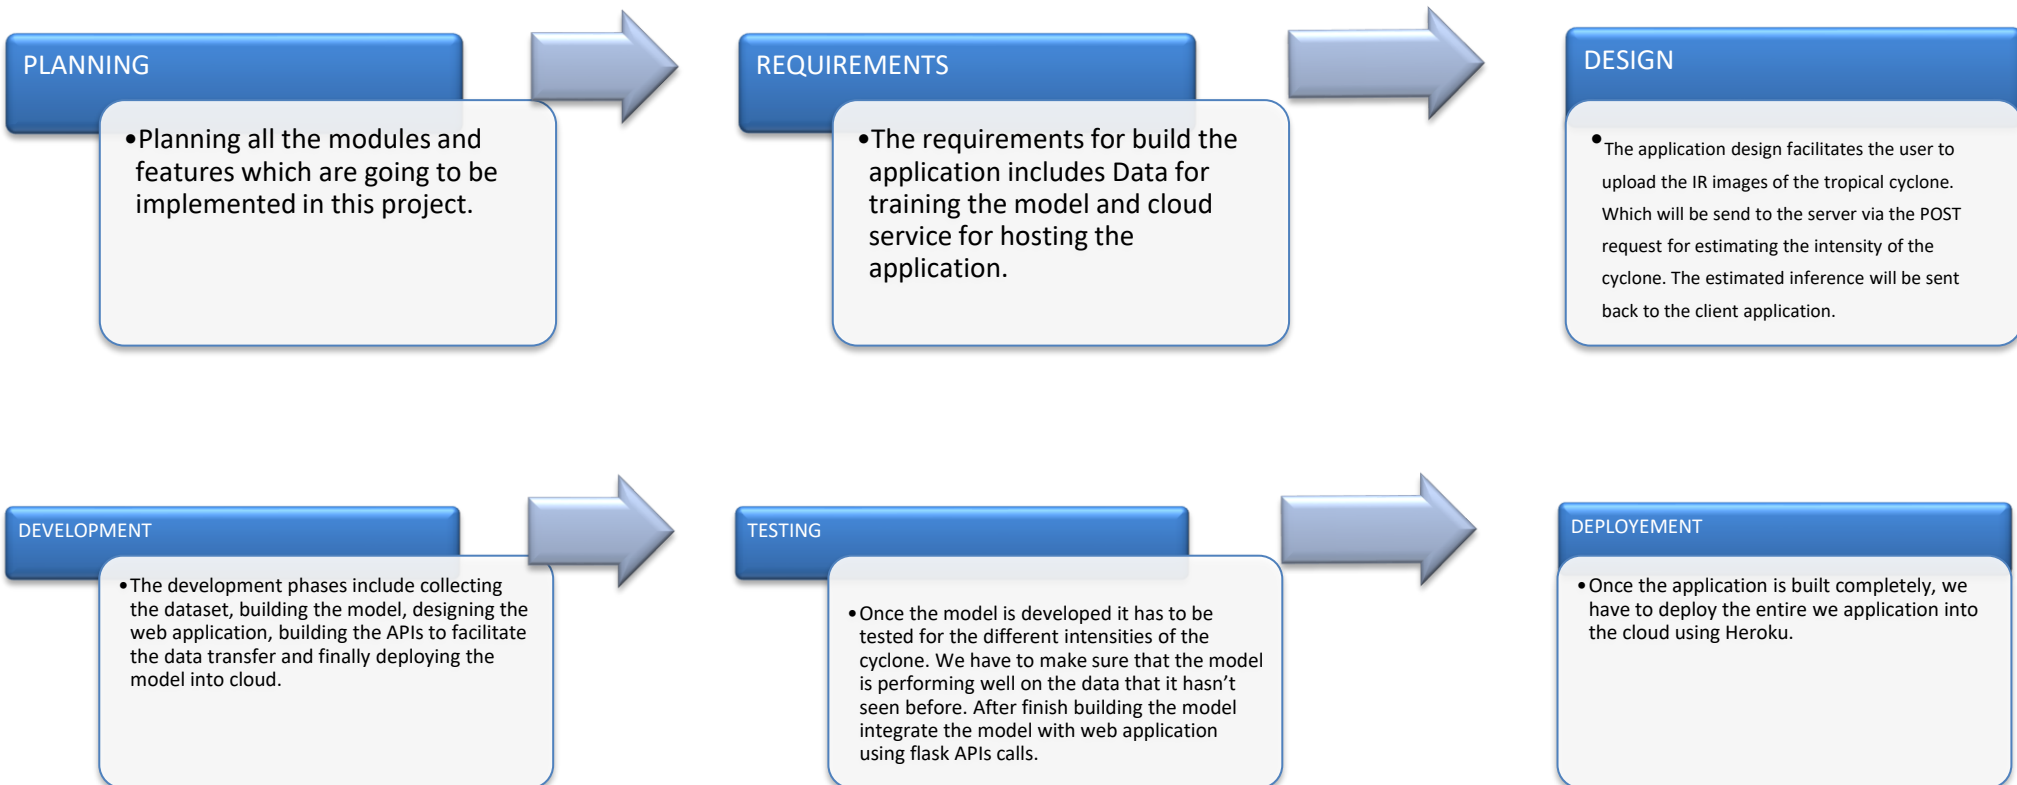 PLANNING
•Planning all the modules and
features which are going to be
implemented in this project.
REQUIREMENTS
•The requirements for build the
application includes Data for
training the model and cloud
service for hosting the
application.
DESIGN
•The application design facilitates the user to
upload the IR images of the tropical cyclone.
Which will be send to the server via the POST
request for estimating the intensity of the
cyclone. The estimated inference will be sent
back to the client application.
DEVELOPMENT
•The development phases include collecting
the dataset, building the model, designing the
web application, building the APIs to facilitate
the data transfer and finally deploying the
model into cloud.
TESTING
•Once the model is developed it has to be
tested for the different intensities of the
cyclone. We have to make sure that the model
is performing well on the data that it hasn’t
seen before. After finish building the model
integrate the model with web application
using flask APIs calls.
DEPLOYEMENT
•Once the application is built completely, we
have to deploy the entire we application into
the cloud using Heroku.